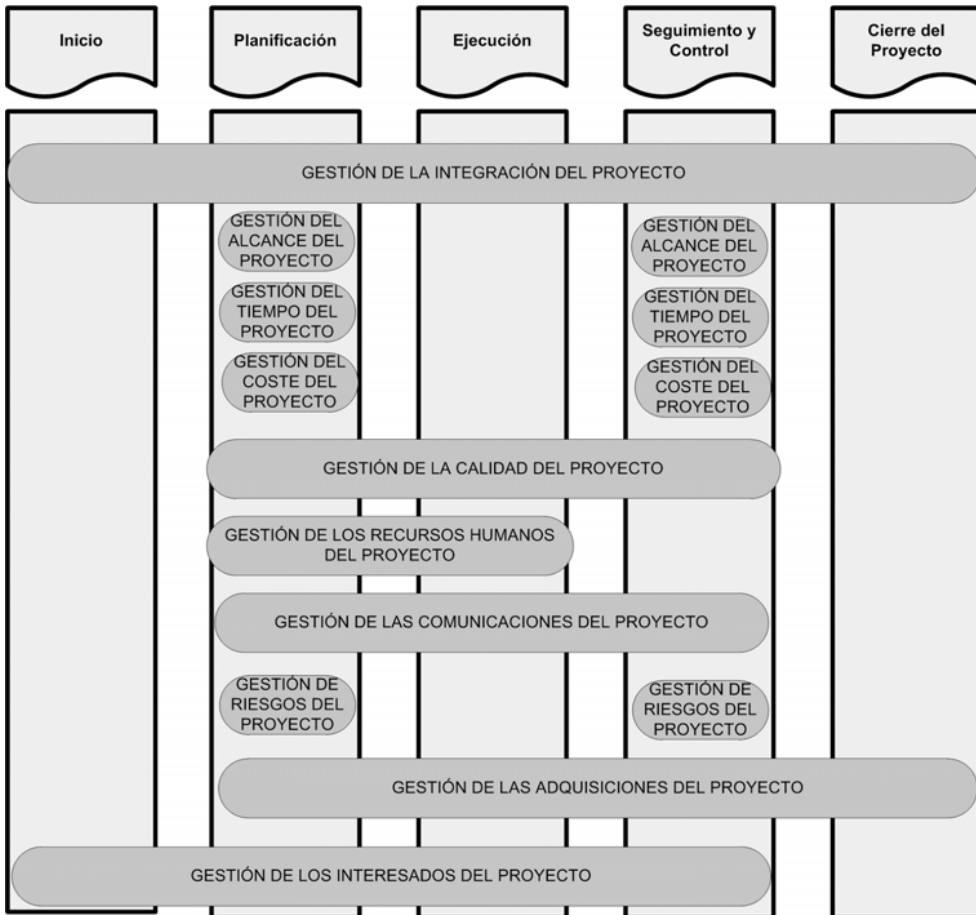 Inicio
Planificación
Ejecución
Seguimiento y
Control
Cierre del
Proyecto
GESTIÓN DE LA INTEGRACIÓN DEL PROYECTO
GESTIÓN DEL
ALCANCE DEL
PROYECTO
GESTIÓN DEL
ALCANCE DEL
PROYECTO
GESTIÓN DEL
TIEMPO DEL
PROYECTO
GESTIÓN DEL
TIEMPO DEL
PROYECTO
GESTIÓN DEL
COSTE DEL
PROYECTO
GESTIÓN DEL
COSTE DEL
PROYECTO
GESTIÓN DE LA CALIDAD DEL PROYECTO
GESTIÓN DE LOS RECURSOS HUMANOS
DEL PROYECTO
GESTIÓN DE LAS COMUNICACIONES DEL PROYECTO
GESTIÓN DE
RIESGOS DEL
PROYECTO
GESTIÓN DE
RIESGOS DEL
PROYECTO
GESTIÓN DE LAS ADQUISICIONES DEL PROYECTO
GESTIÓN DE LOS INTERESADOS DEL PROYECTO